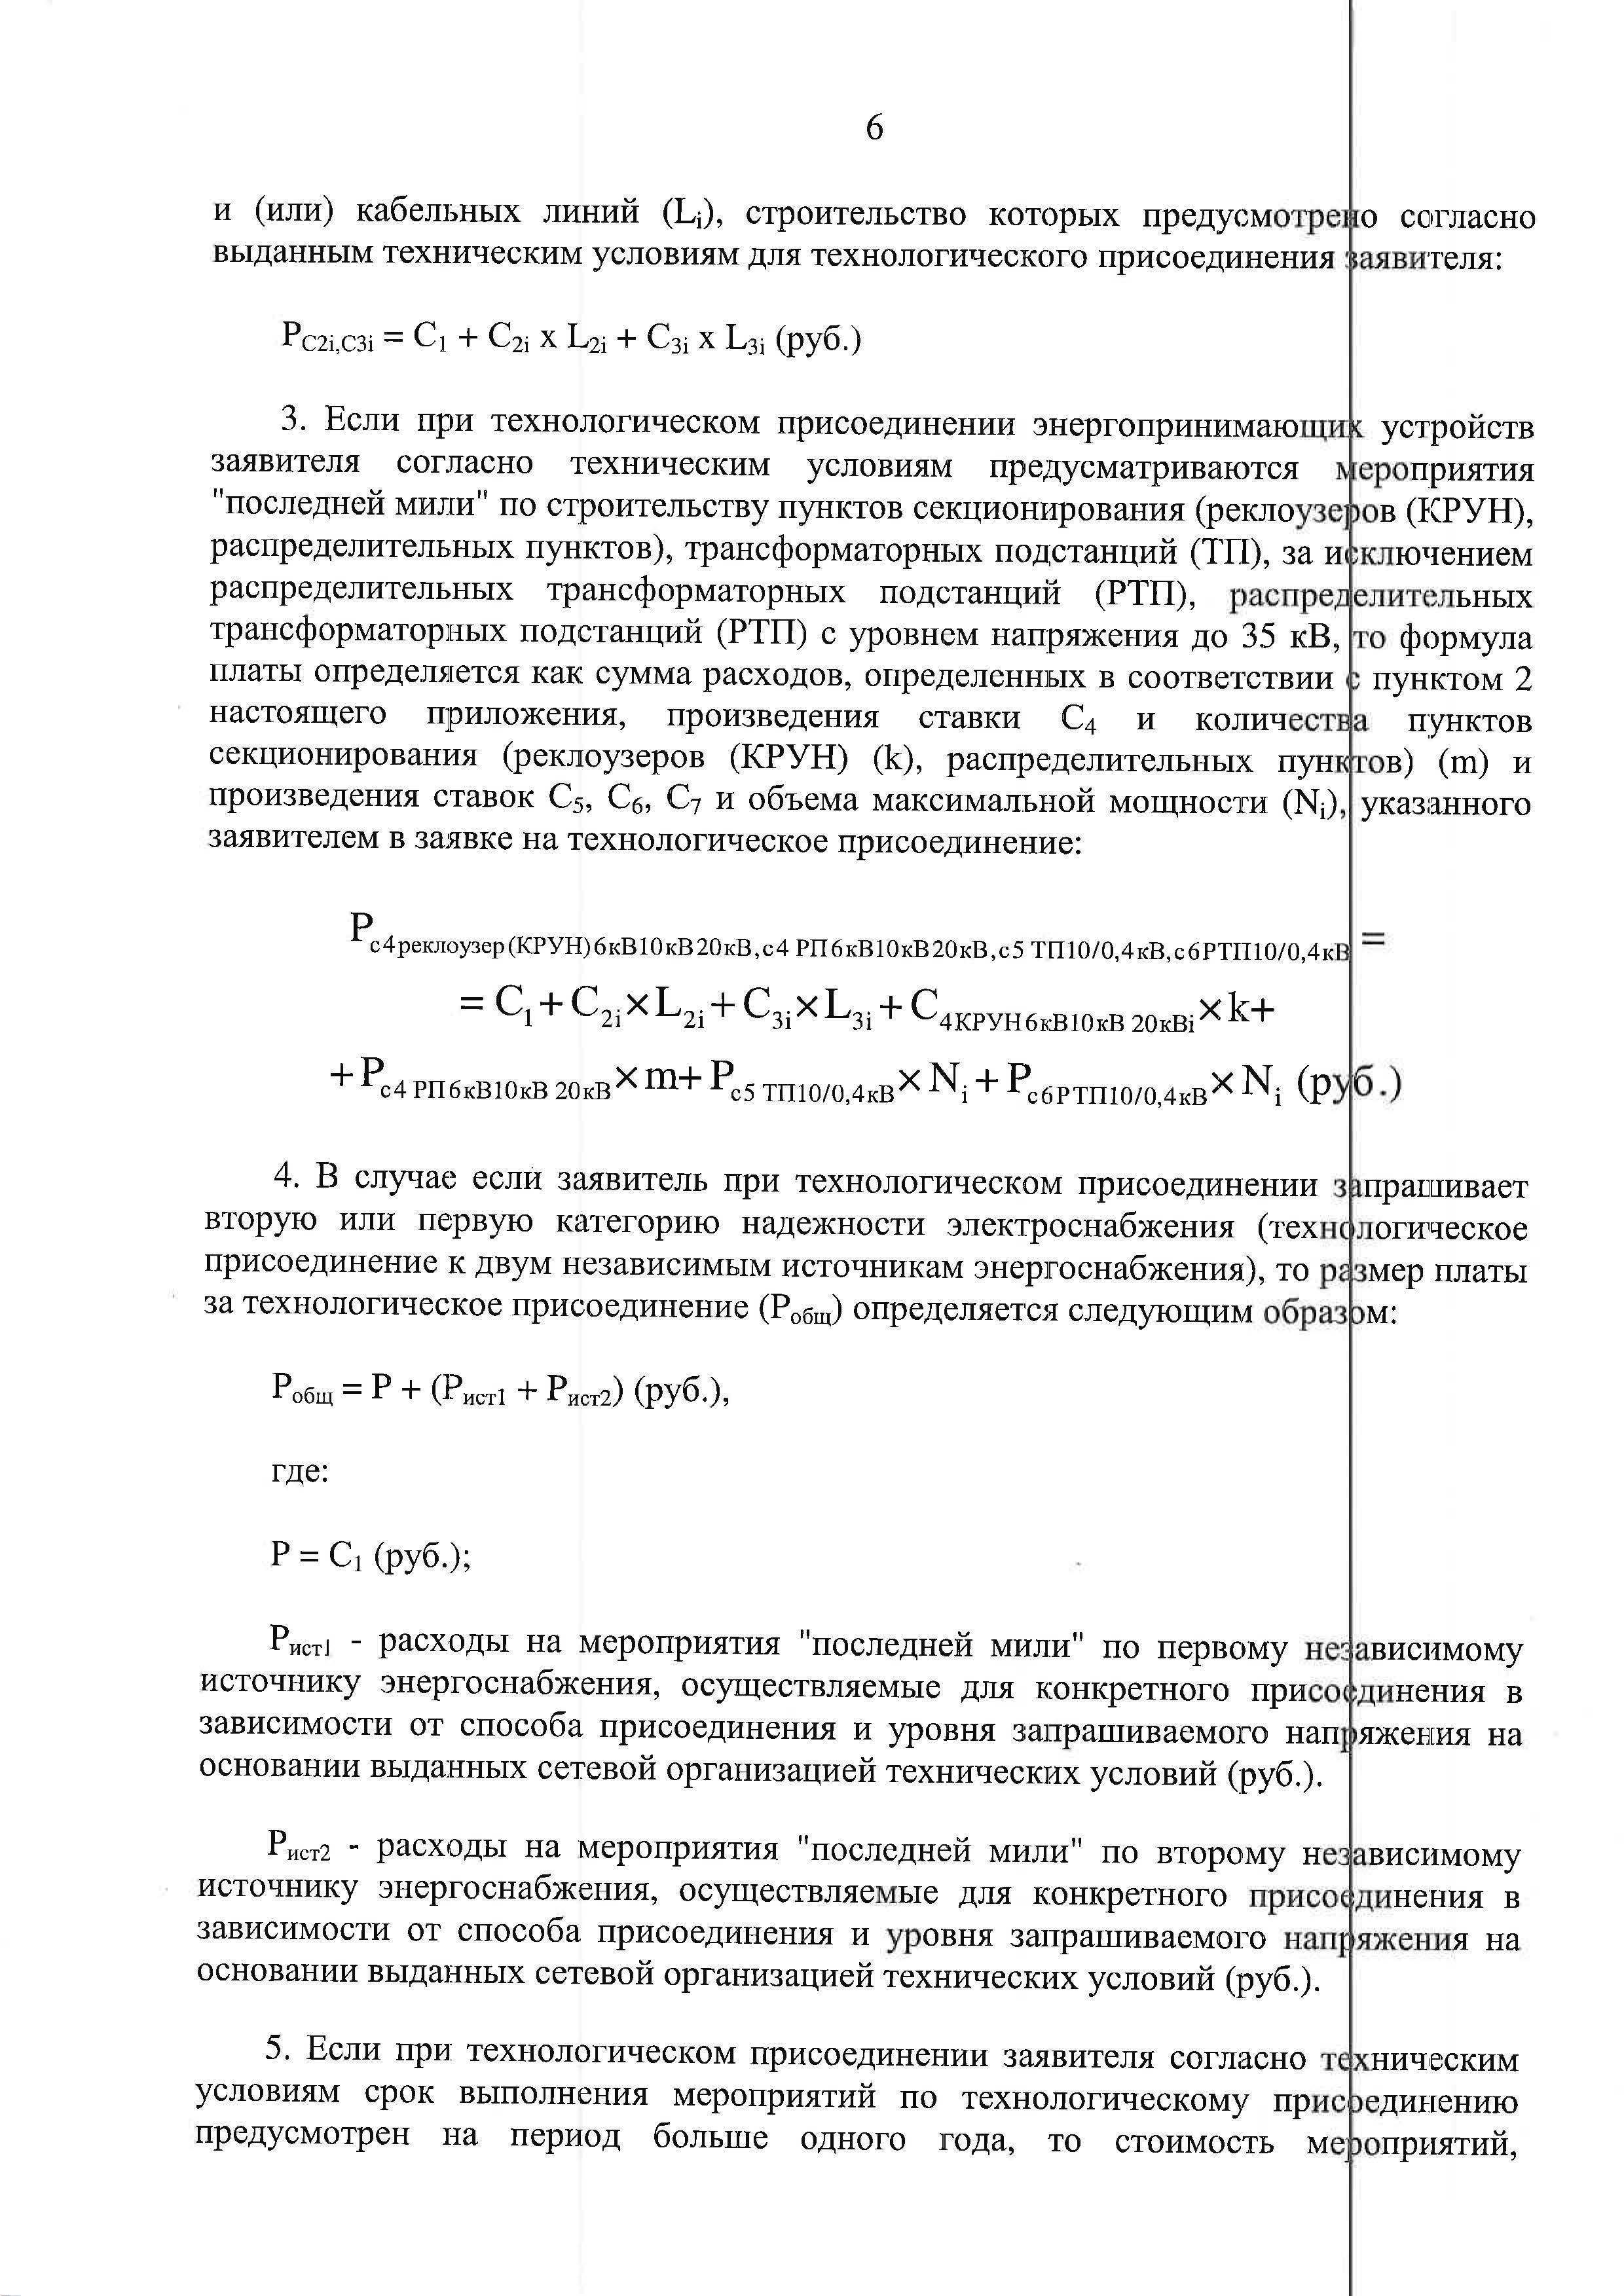 6
и (или) кабельных линий (Li), строительство которых предусмотрено согласно
выданным техническим условиям для технологического присоединения заявителя:
PC2i,C3i = C1 + C2i x L2i + C3i x L3i (руб.)
3. Если при технологическом присоединении энергопринимающих устройств
заявителя согласно техническим условиям предусматриваются мероприятия
"последней мили" по строительству пунктов секционирования (реклоузеров (КРУН),
распределительных пунктов), трансформаторных подстанций (ТП), за исключением
распределительных трансформаторных подстанций (РТП), распределительных
трансформаторных подстанций (РТП) с уровнем напряжения до 35 кВ, то формула
платы определяется как сумма расходов, определенных в соответствии с пунктом 2
настоящего приложения, произведения ставки С4 и количества пунктов
секционирования (реклоузеров (КРУН) (k), распределительных пунктов) (m) и
произведения ставок С5, С6, С7 и объема максимальной мощности (Ni), указанного
заявителем в заявке на технологическое присоединение:
Pс4реклоузер(КРУН)6кВ10кВ20кВ,с4 РП6кВ10кВ20кВ,с5 ТП10/0,4кВ,с6РТП10/0,4кВ =
= C1+C2i×L2i+C3i×L3i+C4КРУН6кВ10кВ 20кВi×k+
+Pс4 РП6кВ10кВ 20кВ×m+Pс5 ТП10/0,4кВ×Ni+Pс6РТП10/0,4кВ×Ni (руб.)
4. В случае если заявитель при технологическом присоединении запрашивает
вторую или первую категорию надежности электроснабжения (технологическое
присоединение к двум независимым источникам энергоснабжения), то размер платы
за технологическое присоединение (Робщ) определяется следующим образом:
Робщ = Р + (Рист1 + Рист2) (руб.),
где:
P = C1 (руб.);
Рист1 - расходы на мероприятия "последней мили" по первому независимому
источнику энергоснабжения, осуществляемые для конкретного присоединения в
зависимости от способа присоединения и уровня запрашиваемого напряжения на
основании выданных сетевой организацией технических условий (руб.).
Рист2 - расходы на мероприятия "последней мили" по второму независимому
источнику энергоснабжения, осуществляемые для конкретного присоединения в
зависимости от способа присоединения и уровня запрашиваемого напряжения на
основании выданных сетевой организацией технических условий (руб.).
5. Если при технологическом присоединении заявителя согласно техническим
условиям срок выполнения мероприятий по технологическому присоединению
предусмотрен на период больше одного года, то стоимость мероприятий,